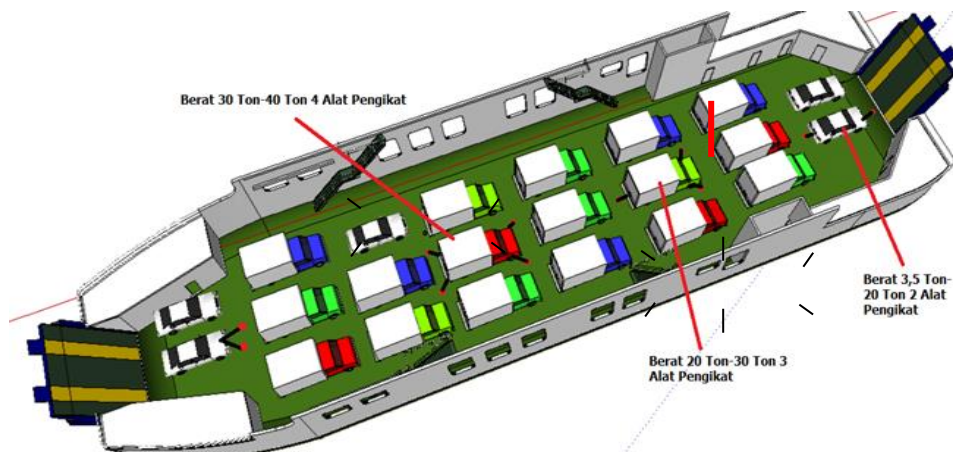 Berat 30 Ton-40 Ton 4 Alat Pengikat
Berat 3,5 Ton-
20 Ton 2 Alat
Pengikat
Berat 20 Ton-30 Ton 3
Alat Pengikat